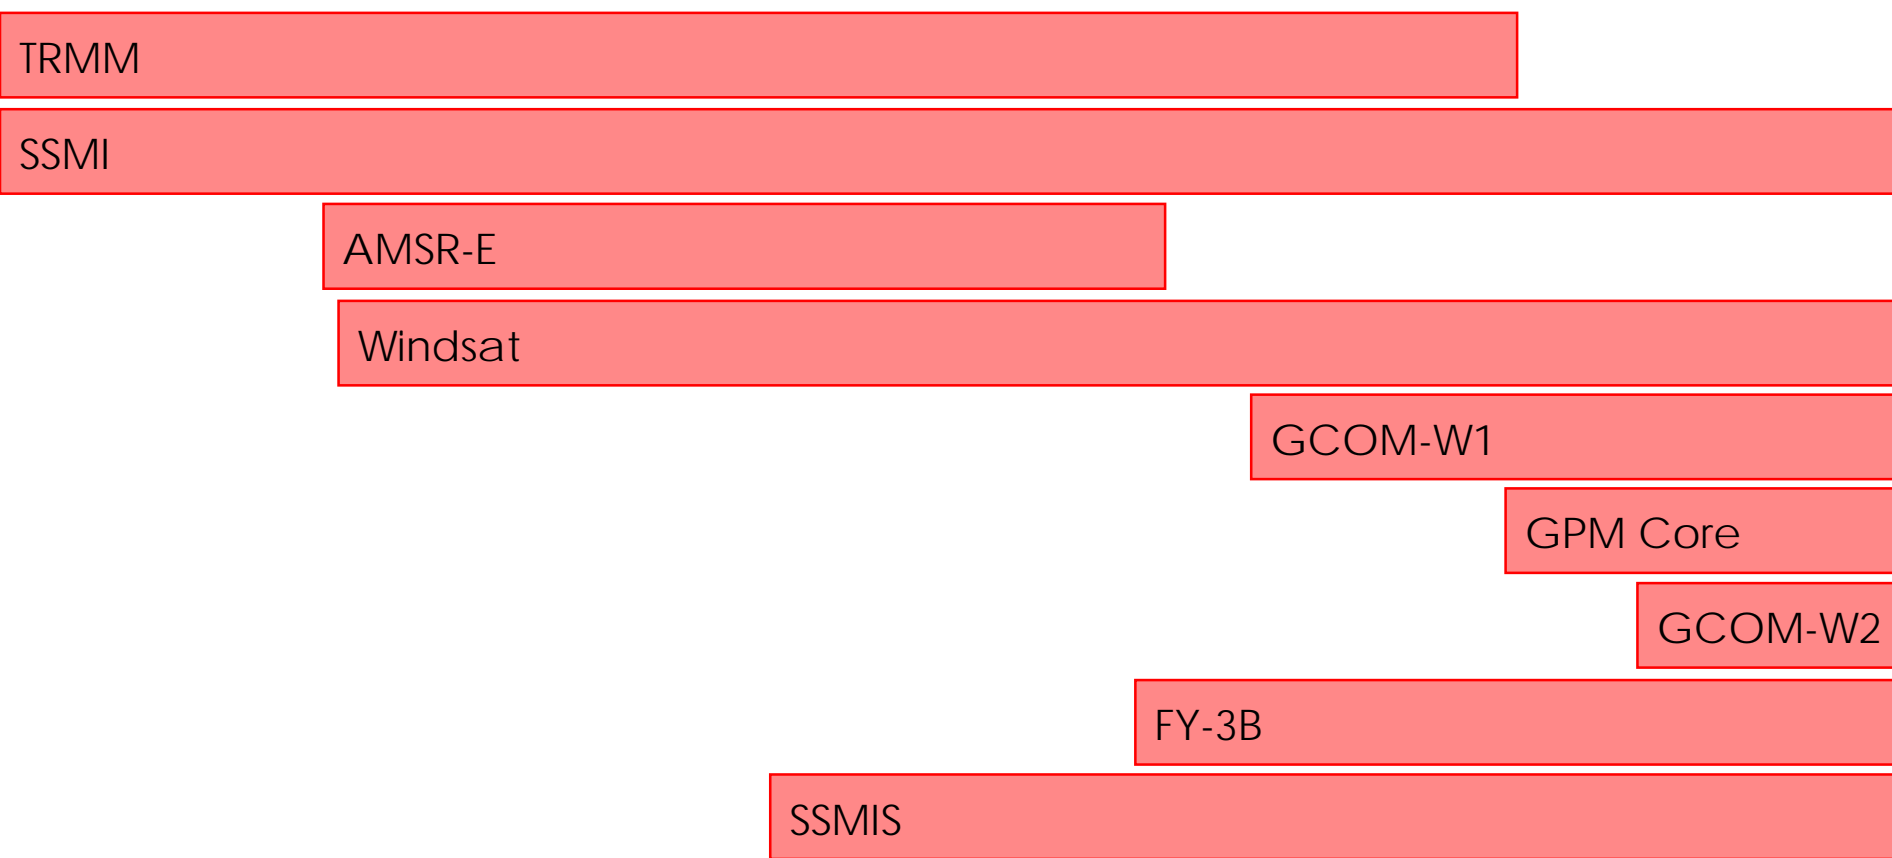 TRMM
SSMI
AMSR-E
Windsat
GCOM-W1
GPM Core
GCOM-W2
FY-3B
SSMIS